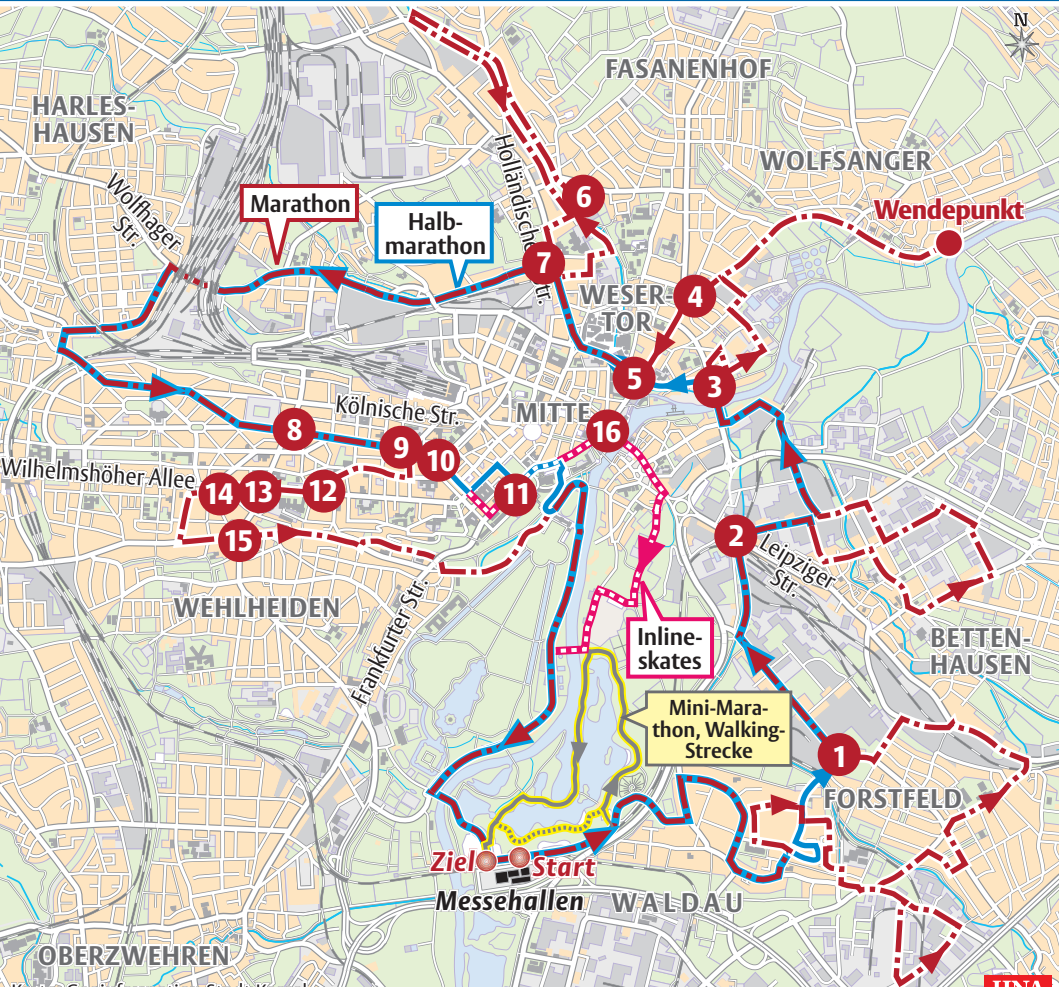 N
FASANENHOF
HARLES-
HAUSEN
WOLFSANGER
Holländische
Str.
Wolfhager
Str.
6
Marathon
Wendepunkt
Halb-
marathon
7
4
WESER-
TOR
5
3
Kölnische Str.
MITTE
16
8
9
10
Wilhelmshöher Allee
14
13
12
11
15
2
Leipziger
Str.
WEHLHEIDEN
Frankfurter Str.
Inline-
skates
BETTEN-
HAUSEN
Mini-Mara-
thon, Walking-
Strecke
1
FORSTFELD
Ziel
Start
Messehallen
WALDAU
OBERZWEHREN
HNA